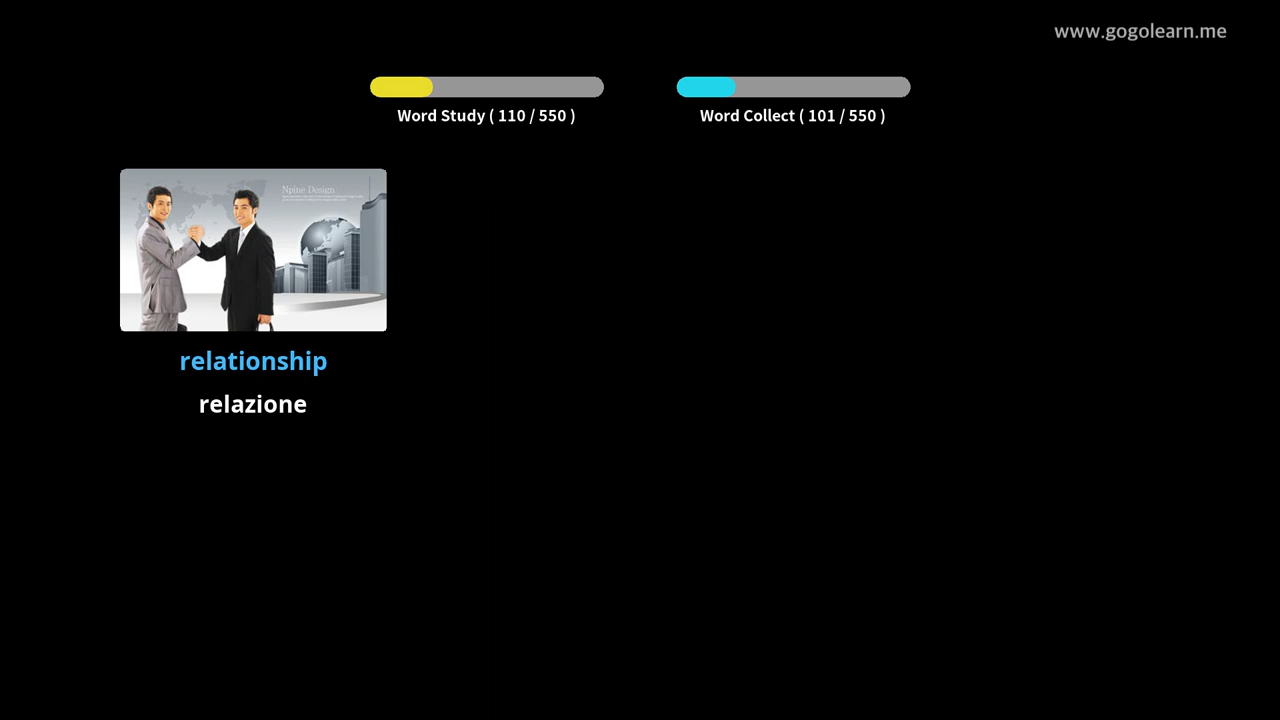 www.gogolearn.me
Word Study ( 110 / 550 )
Word Collect ( 101 / 550 )
Npine Design
relationship
relazione